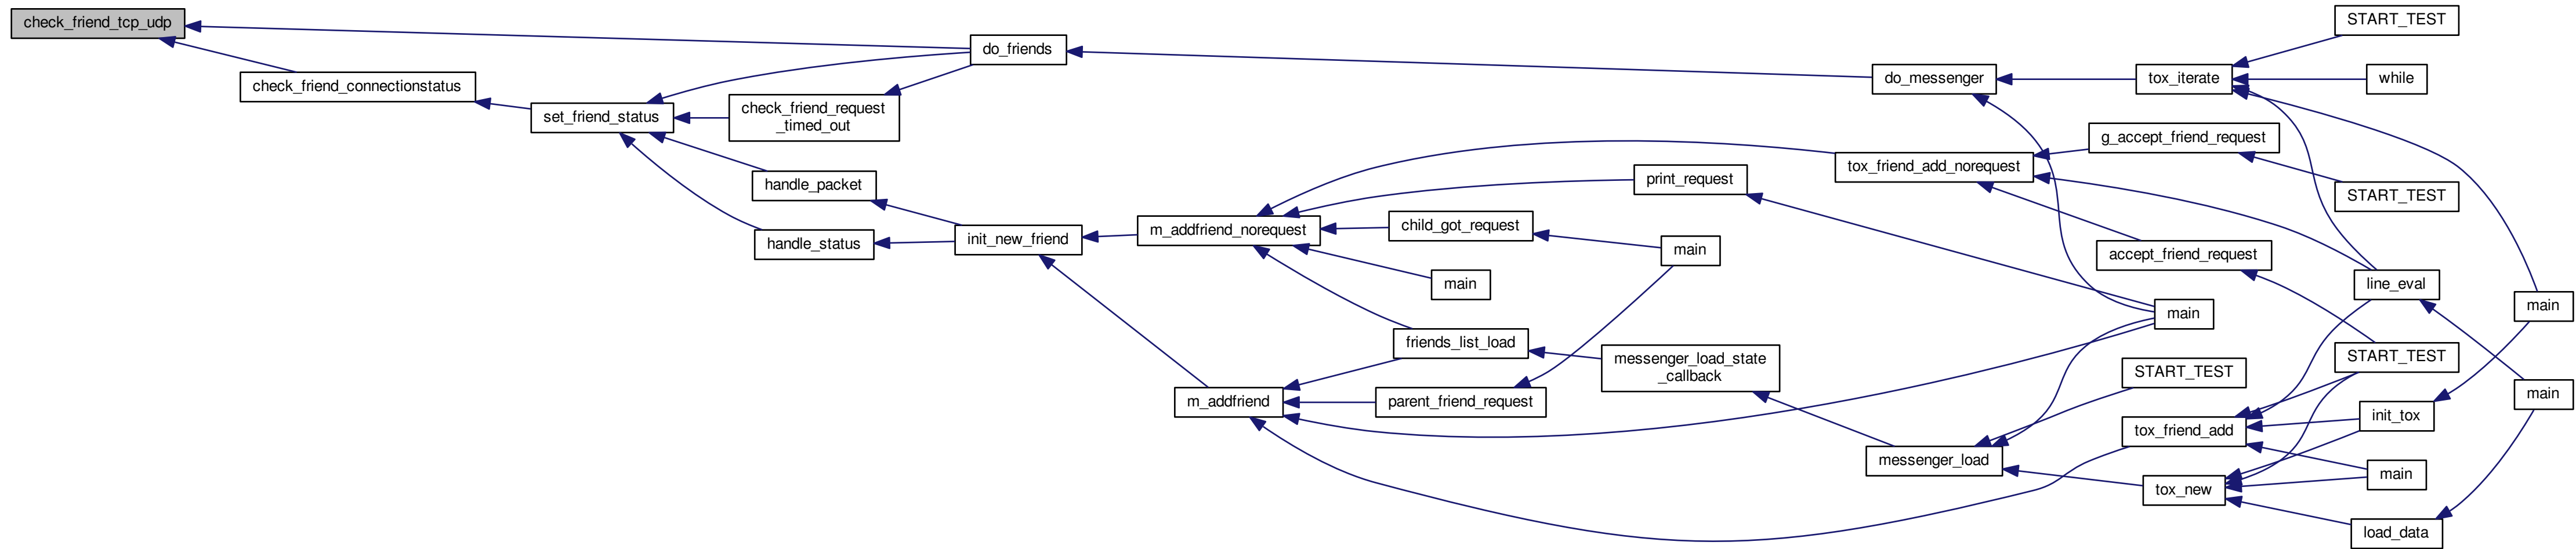 check_friend_tcp_udp
check_friend_connectionstatus
set_friend_status
do_friends
check_friend_request
_timed_out
handle_packet
handle_status
init_new_friend
m_addfriend_norequest
m_addfriend
print_request
child_got_request
main
main
friends_list_load
parent_friend_request
messenger_load_state
_callback
do_messenger
tox_friend_add_norequest
messenger_load
tox_iterate
g_accept_friend_request
accept_friend_request
main
START_TEST
tox_friend_add
tox_new
START_TEST
while
START_TEST
line_eval
START_TEST
init_tox
main
load_data
main
main